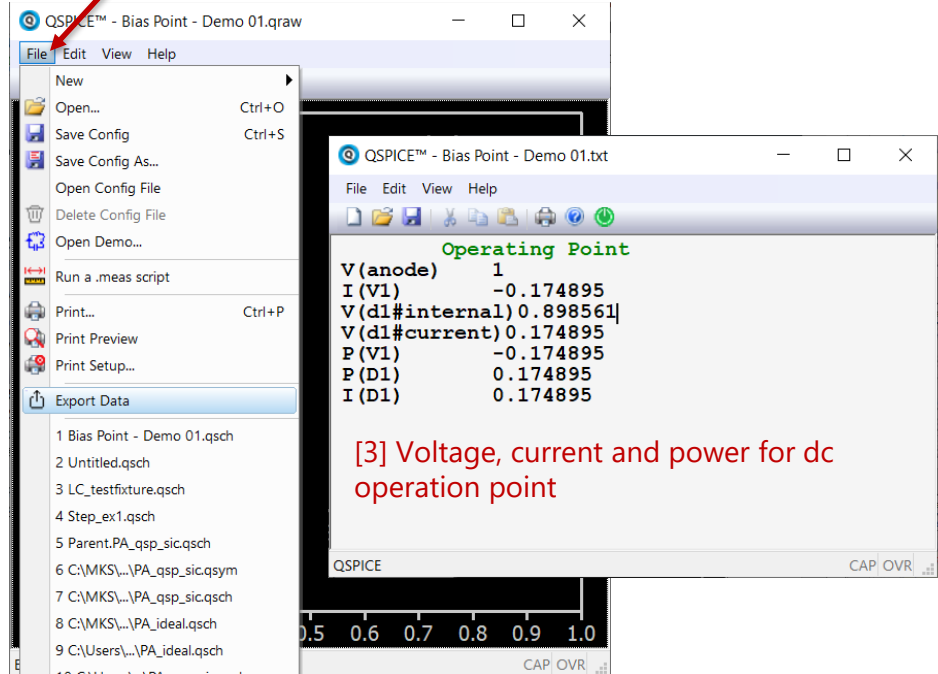 QSPICE™ - Bias Point - Demo 01.qraw
File Edit View Help
New
Open... Ctrl+O
Save Config Ctrl+S
Save Config As...
Open Config File
Delete Config File
Open Demo...
Run a .meas script
Print... Ctrl+P
Print Preview
Print Setup...
Export Data
1 Bias Point - Demo 01.qsch
2 Untitled.qsch
3 LC_testfixture.qsch
4 Step_ex1.qsch
5 Parent.PA_qsp_sic.qsch
6 C:\MKS\...\PA_qsp_sic.qsym
7 C:\MKS\...\PA_qsp_sic.qsch
8 C:\MKS\...\PA_ideal.qsch
9 C:\Users\...\PA_ideal.qsch
0.5 0.6 0.7 0.8 0.9 1.0
CAP OVR
QSPICE™ - Bias Point - Demo 01.txt
File Edit View Help
Operating Point
V(anode) 1
I(V1) -0.174895
V(d1#internal)0.898561
V(d1#current)0.174895
P(V1) -0.174895
P(D1) 0.174895
I(D1) 0.174895
[3] Voltage, current and power for dc
operation point
QSPICE CAP OVR